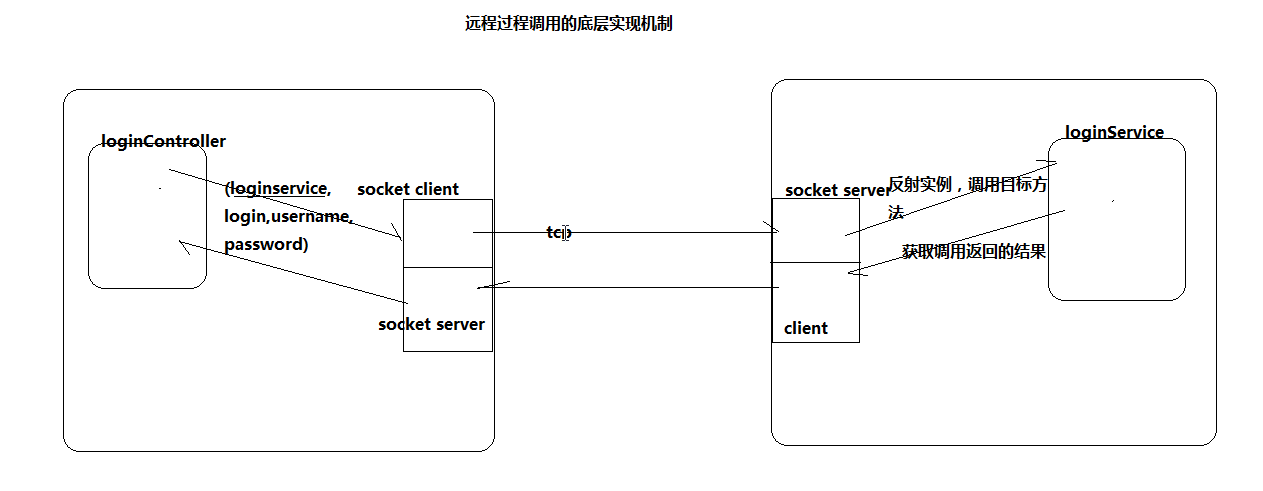 远程过程调用的底层实现机制
loginController
(loginservice,
login,username,
password)
socket client
socket server
tcp
socket server
反射实例，调用目标方
法
获取调用返回的结果
client
loginService